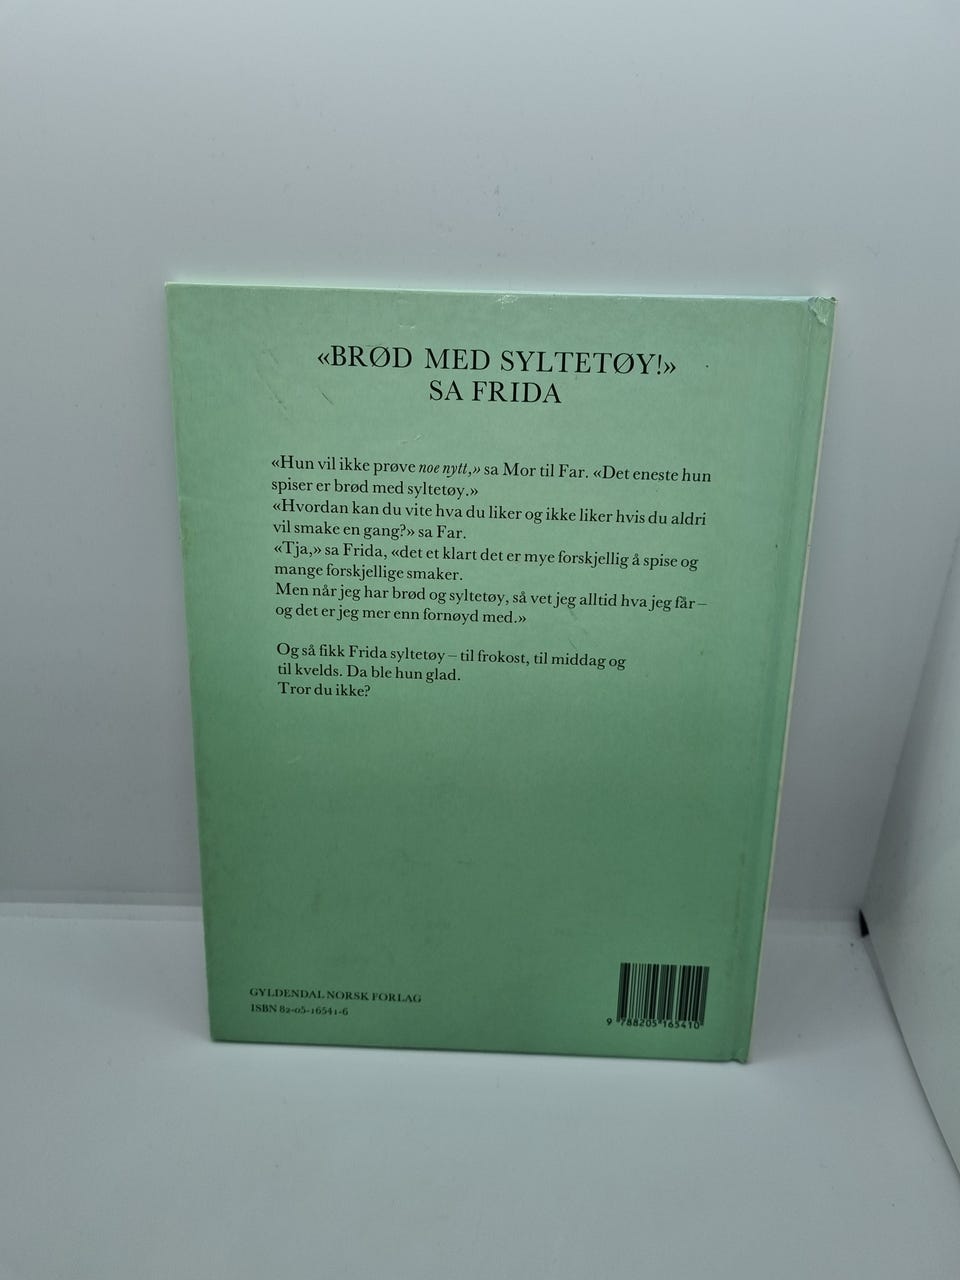 «BRØD MED SYLTETØY!»
SA FRIDA
«Hun vil ikke prøve noe nytt,» sa Mor til Far. «Det eneste hun
spiser er brød med syltetøy.»
«Hvordan kan du vite hva du liker og ikke liker hvis du aldri
vil smake en gang?» sa Far.
«Tja,» sa Frida, «det et klart det er mye forskjellig å spise og
mange forskjellige smaker.
Men når jeg har brød og syltetøy, så vet jeg alltid hva jeg får –
og det er jeg mer enn fornøyd med.»
Og så fikk Frida syltetøy – til frokost, til middag og
til kvelds. Da ble hun glad.
Tror du ikke?
GYLDENDAL NORSK FORLAG
ISBN 82-05-16541-6
9 788205 165410